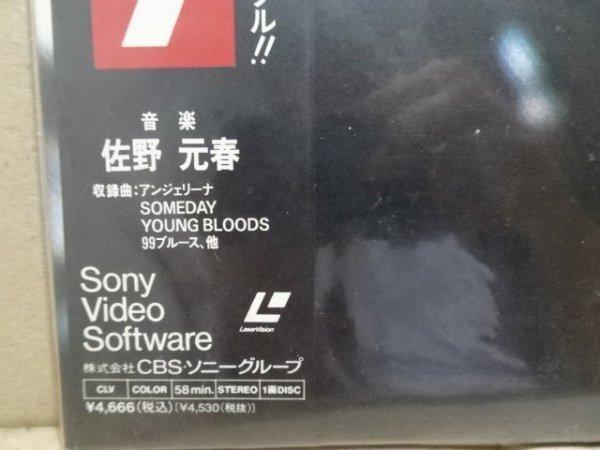 ル!!
音楽
佐野 元春
収録曲:アンジェリーナ
SOMEDAY
YOUNG BLOODS
99ブルース、他
Sony
Video
Software
LaserVision
株式会社 CBS・ソニーグループ
CLV COLOR 58 min. STEREO 1面DISC
¥4,666(税込)[¥4,530(税抜)]